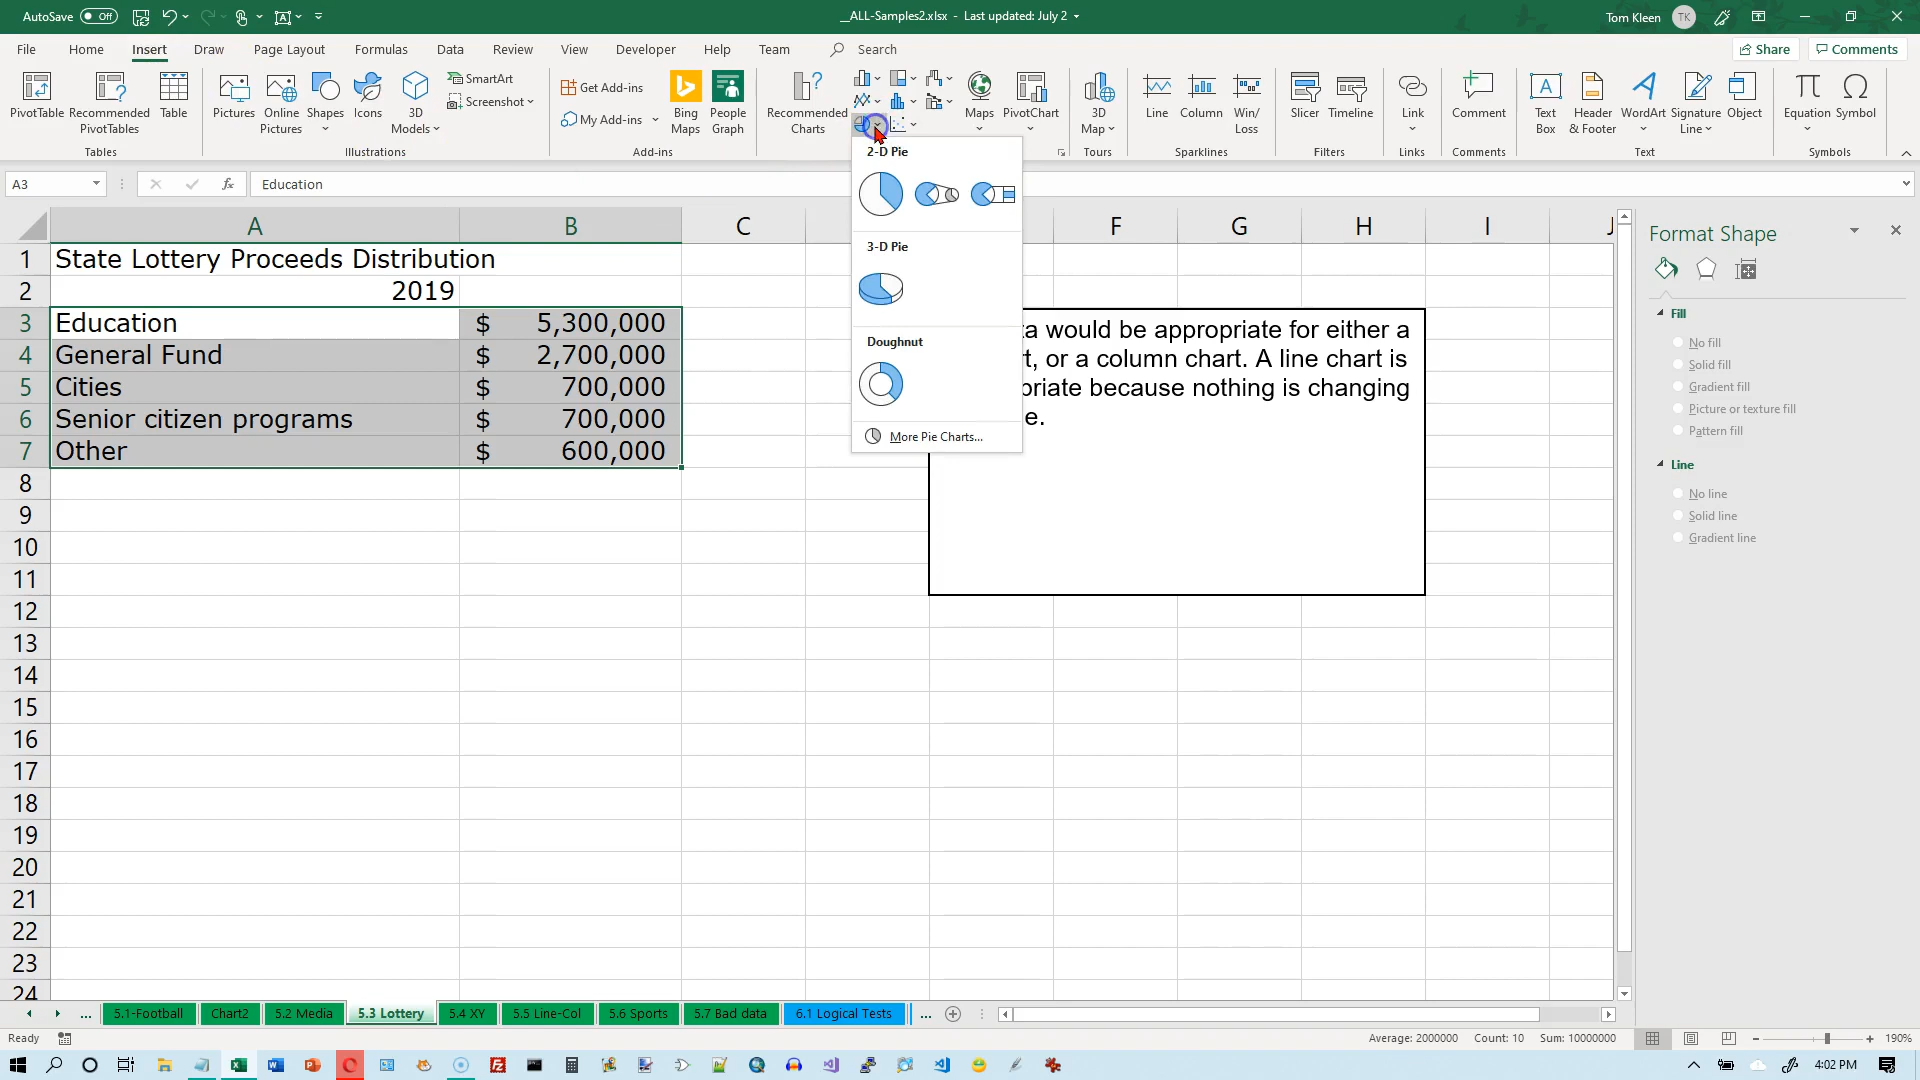 AutoSave Off
__ALL-Samples2.xlsx - Last updated: July 2
Tom Kleen TK
File Home Insert Draw Page Layout Formulas Data Review View Developer Help Team Search
Share Comments
PivotTable
Recommended PivotTables
Table
Tables
Pictures
Online Pictures
Shapes
Icons
3D Models
SmartArt
Screenshot
Illustrations
Get Add-ins
My Add-ins
Bing Maps
People Graph
Add-ins
Recommended Charts
Maps
PivotChart
3D Map
Tours
Line
Column
Win/Loss
Sparklines
Slicer
Timeline
Filters
Link
Links
Comment
Comments
Text Box
Header & Footer
WordArt
Signature Line
Object
Text
Equation
Symbol
Symbols
A3
fx
Education
2-D Pie
3-D Pie
Doughnut
More Pie Charts...
A B C F G H I J
1 State Lottery Proceeds Distribution
2 2019
3 Education $ 5,300,000
4 General Fund $ 2,700,000
5 Cities $ 700,000
6 Senior citizen programs $ 700,000
7 Other $ 600,000
8
9
10
11
12
13
14
15
16
17
18
19
20
21
22
23
24
would be appropriate for either a
or a column chart. A line chart is
because nothing is changing
Format Shape
Fill
No fill
Solid fill
Gradient fill
Picture or texture fill
Pattern fill
Line
No line
Solid line
Gradient line
... 5.1-Football Chart2 5.2 Media 5.3 Lottery 5.4 XY 5.5 Line-Col 5.6 Sports 5.7 Bad data 6.1 Logical Tests ...
Ready
Average: 2000000 Count: 10 Sum: 10000000
190%
4:02 PM